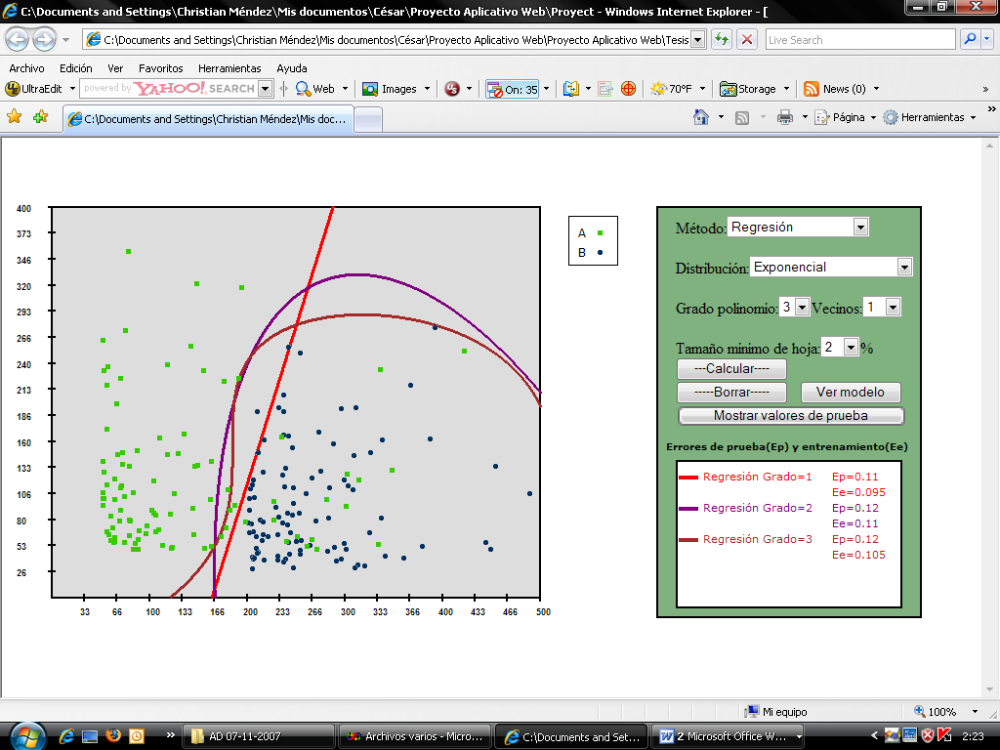 C:\Documents and Settings\Christian Méndez\Mis documentos\César\Proyecto Aplicativo Web\Proyect - Windows Internet Explorer - [
C:\Documents and Settings\Christian Méndez\Mis documentos\César\Proyecto Aplicativo Web\Proyecto Aplicativo Web\Tesis
Live Search
Archivo Edición Ver Favoritos Herramientas Ayuda
UltraEdit powered by YAHOO! SEARCH Web Images On: 35 70°F Storage News (0) »
C:\Documents and Settings\Christian Méndez\Mis doc... Página Herramientas »
400
373
346
320
293
266
240
213
186
160
133
106
80
53
26
33 66 100 133 166 200 233 266 300 333 366 400 433 466 500
A
B
Método: Regresión
Distribución: Exponencial
Grado polinomio: 3 Vecinos: 1
Tamaño minimo de hoja: 2 %
---Calcular----
-----Borrar----- Ver modelo
Mostrar valores de prueba
Errores de prueba(Ep) y entrenamiento(Ee)
Regresión Grado=1 Ep=0.11
Ee=0.095
Regresión Grado=2 Ep=0.12
Ee=0.11
Regresión Grado=3 Ep=0.12
Ee=0.105
Mi equipo 100%
» AD 07-11-2007 Archivos varios - Micro... C:\Documents and Set... 2 Microsoft Office W... < 2:23